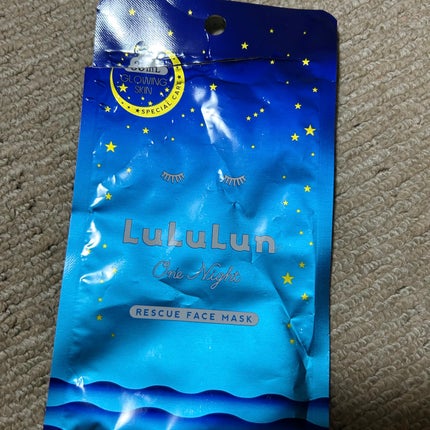 GLOWING
SKIN
SPECIAL CARE
LuLuLun
One Night
RESCUE FACE MASK